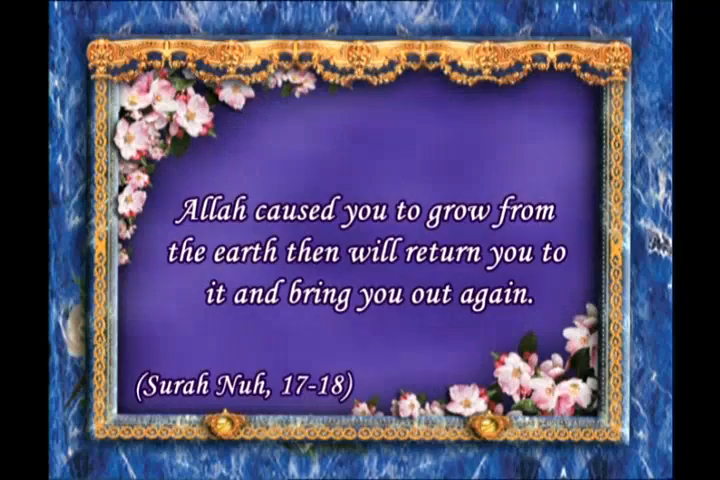 Allah caused you to grow from
the earth then will return you to
it and bring you out again.
(Surah Nuh, 17-18)